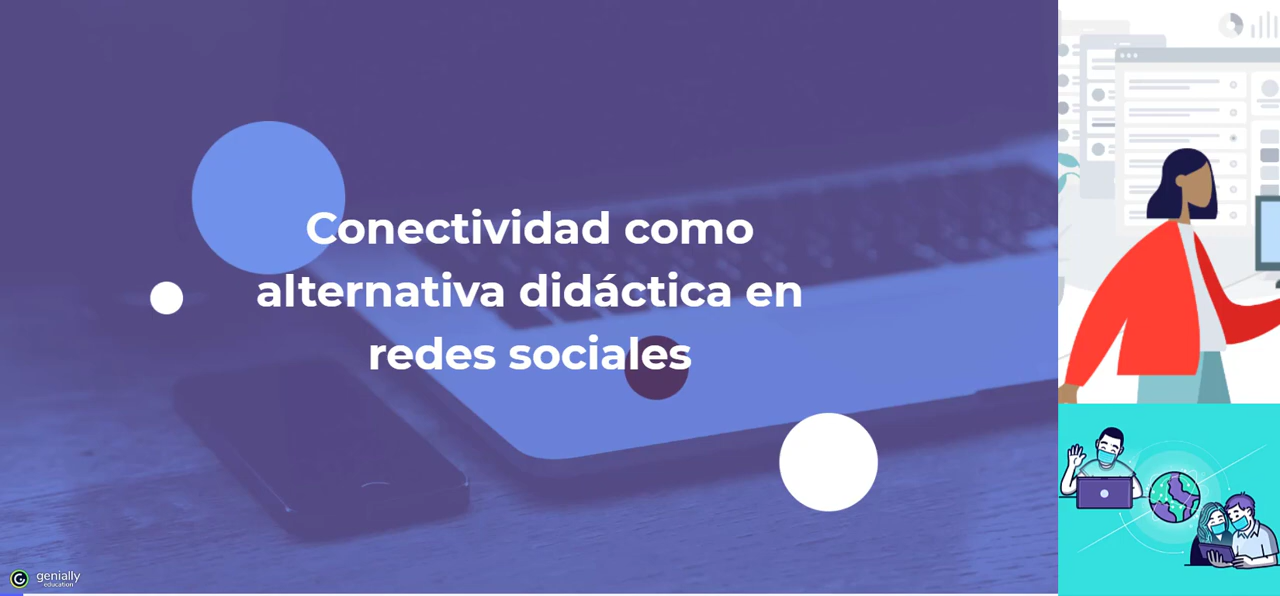 Conectividad como
alternativa didáctica en
redes sociales
genially
education